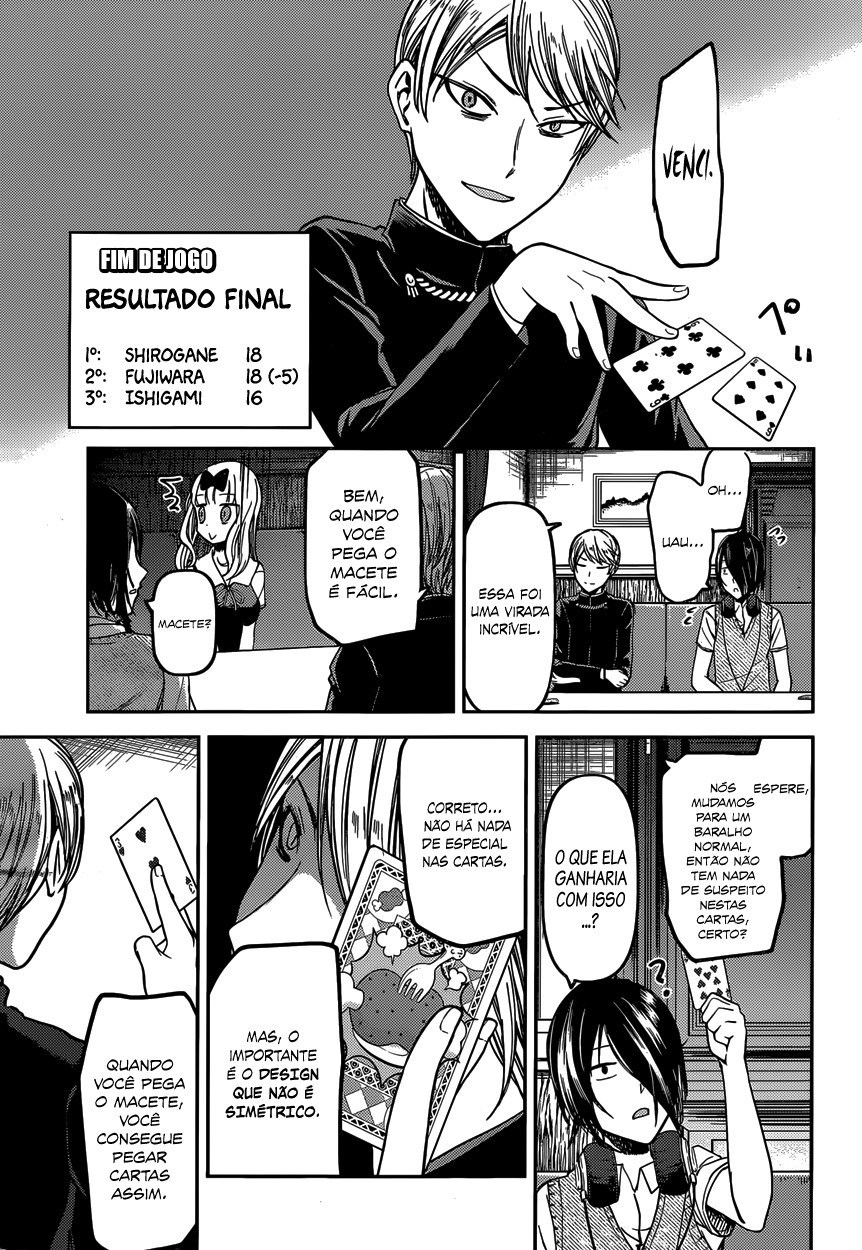 VENCI.
FIM DE JOGO
RESULTADO FINAL
1º: SHIROGANE 18
2º: FUJIWARA 18 (-5)
3º: ISHIGAMI 16
OH...
UAU...
ESSA FOI
UMA VIRADA
INCRÍVEL.
BEM,
QUANDO
VOCÊ
PEGA O
MACETE
É FÁCIL.
MACETE?
NÓS ESPERE,
MUDAMOS
PARA UM
BARALHO
NORMAL,
ENTÃO NÃO
TEM NADA
DE SUSPEITO
NESTAS
CARTAS,
CERTO?
O QUE ELA
GANHARIA
COM ISSO
...?
?
CORRETO...
NÃO HÁ NADA
DE ESPECIAL
NAS CARTAS.
MAS, O
IMPORTANTE
É O DESIGN
QUE NÃO É
SIMÉTRICO.
QUANDO
VOCÊ PEGA
O MACETE,
VOCÊ
CONSEGUE
PEGAR
CARTAS
ASSIM.